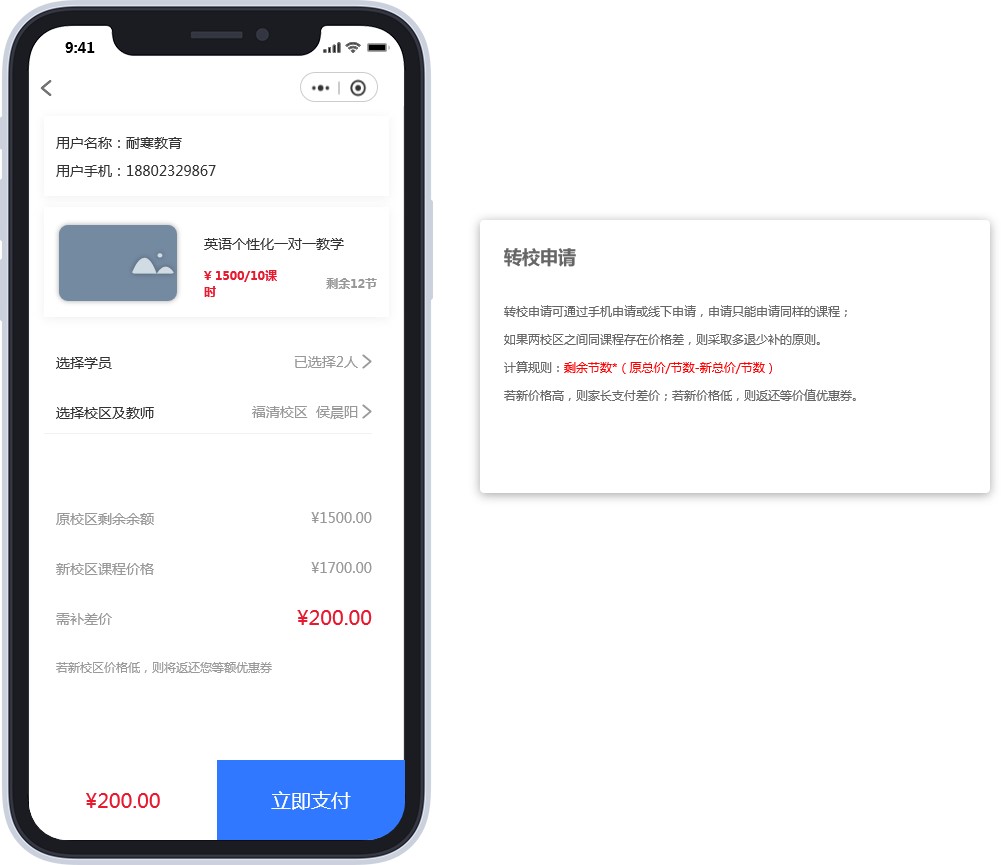 9:41
用户名称：耐寒教育
用户手机：18802329867
英语个性化一对一教学
¥ 1500/10课
时
剩余12节
选择学员
已选择2人
选择校区及教师
福清校区 侯晨阳
原校区剩余余额
¥1500.00
新校区课程价格
¥1700.00
需补差价
¥200.00
若新校区价格低，则将返还您等额优惠券
¥200.00
立即支付
转校申请
转校申请可通过手机申请或线下申请，申请只能申请同样的课程；
如果两校区之间同课程存在价格差，则采取多退少补的原则。
计算规则：剩余节数*（原总价/节数-新总价/节数）
若新价格高，则家长支付差价；若新价格低，则返还等价值优惠券。